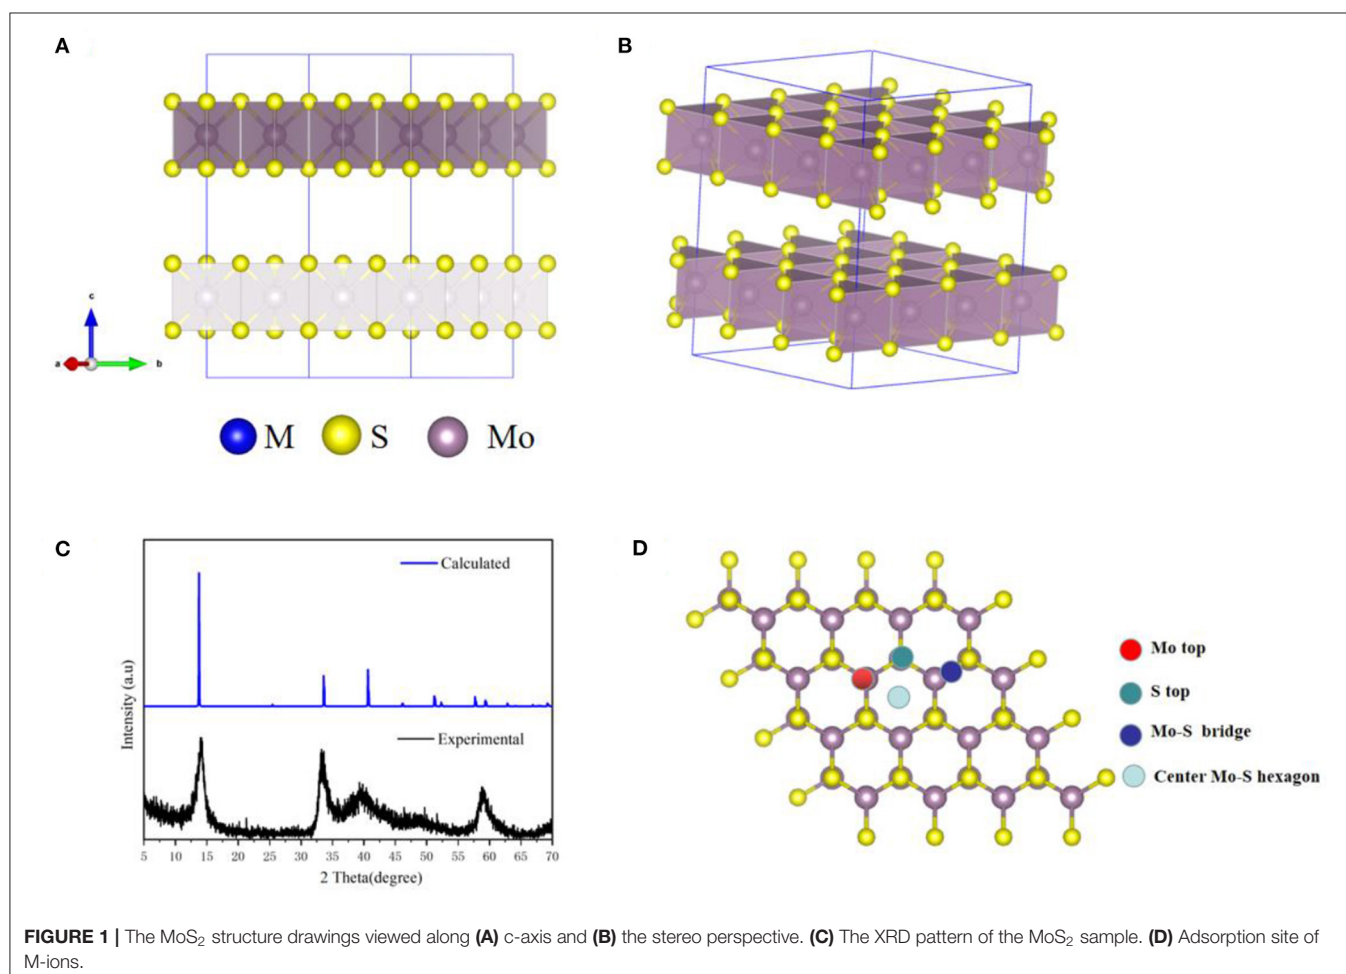 A
B
c
a
b
M
S
Mo
C
Calculated
Experimental
Intensity (a.u)
5 10 15 20 25 30 35 40 45 50 55 60 65 70
2 Theta(degree)
D
Mo top
S top
Mo-S bridge
Center Mo-S hexagon
FIGURE 1 | The MoS₂ structure drawings viewed along (A) c-axis and (B) the stereo perspective. (C) The XRD pattern of the MoS₂ sample. (D) Adsorption site of
M-ions.